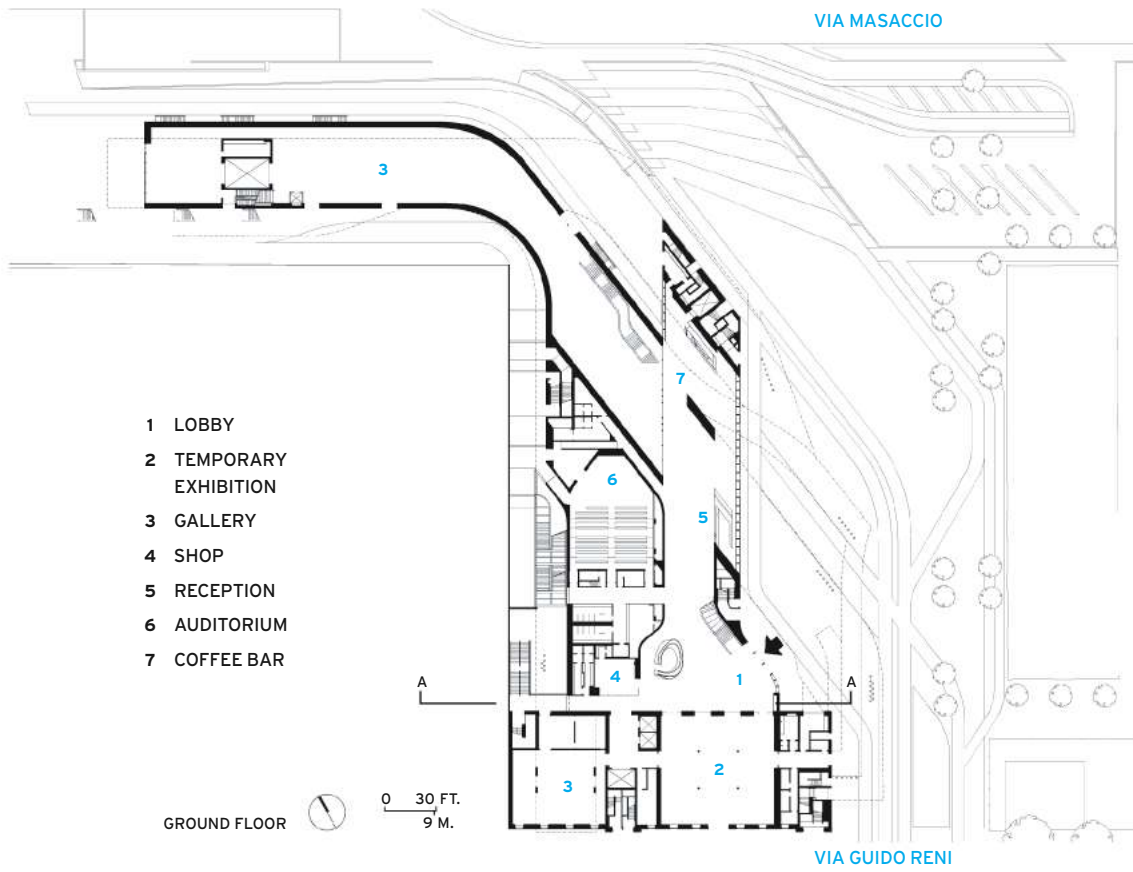 VIA MASACCIO
3
7
1 LOBBY
2 TEMPORARY
EXHIBITION
3 GALLERY
4 SHOP
5 RECEPTION
6 AUDITORIUM
7 COFFEE BAR
6
5
4
1
A
A
2
3
GROUND FLOOR
0 30 FT.
9 M.
VIA GUIDO RENI